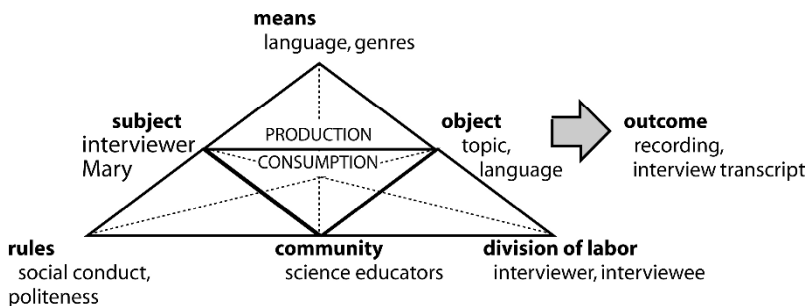 means
language, genres
subject
interviewer
Mary
PRODUCTION
CONSUMPTION
object
topic,
language
outcome
recording,
interview transcript
rules
social conduct,
politeness
community
science educators
division of labor
interviewer, interviewee